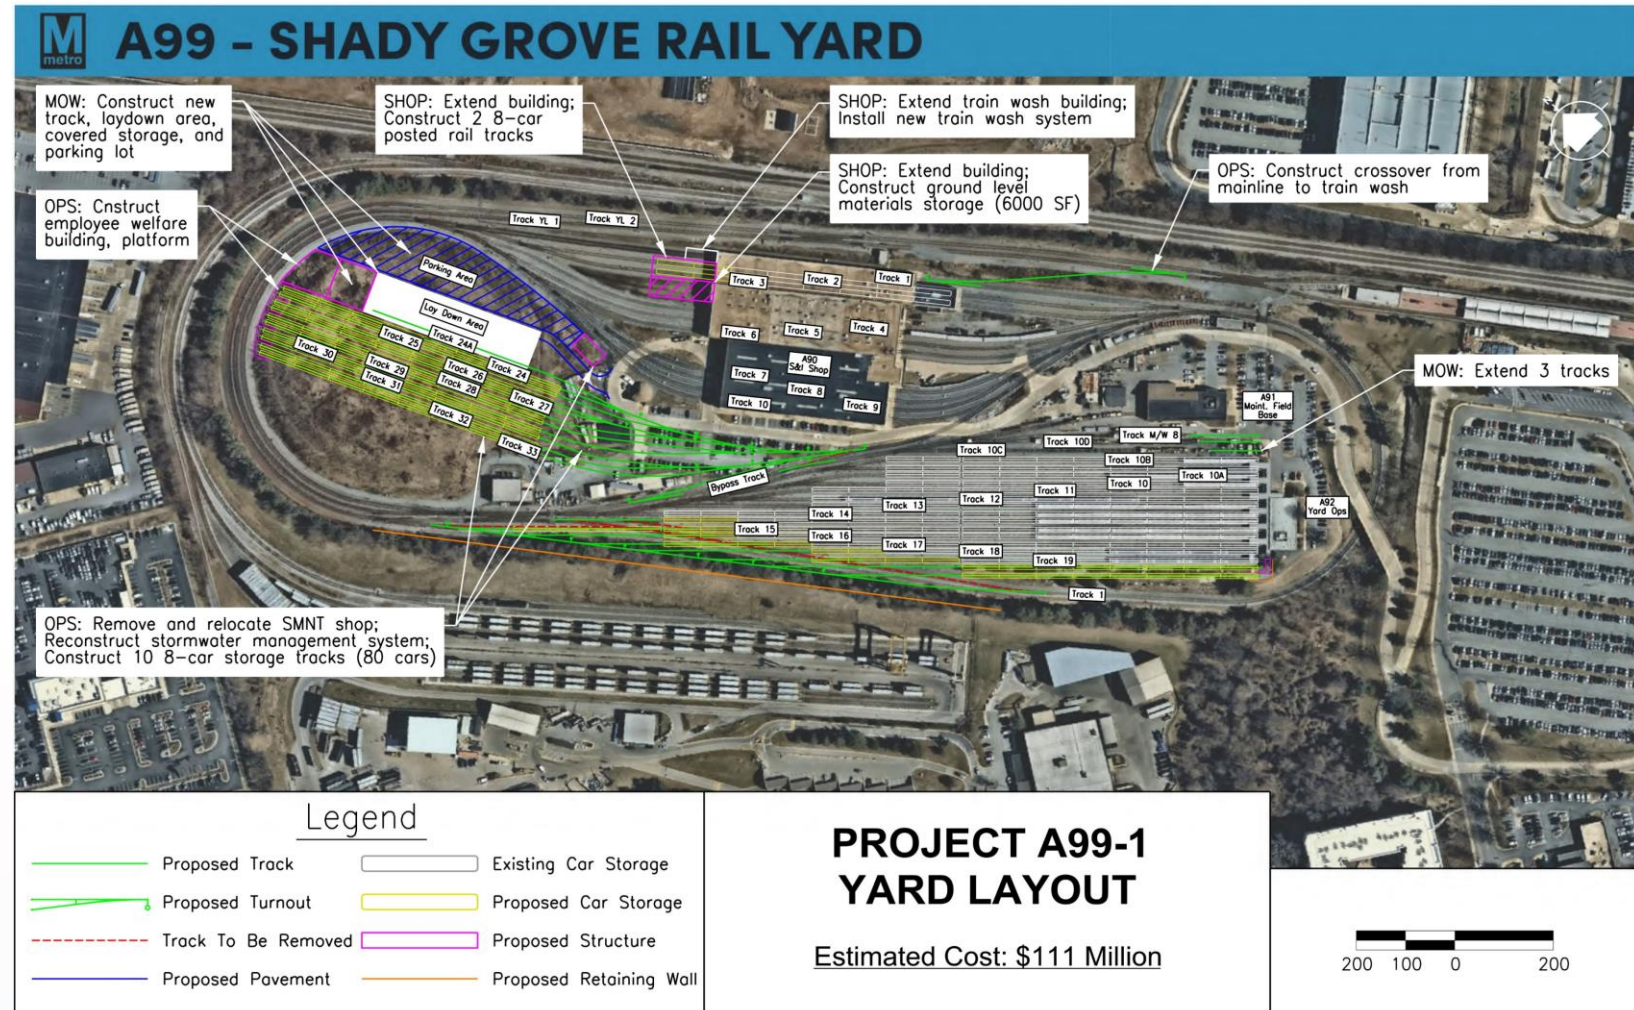 M
metro
A99 - SHADY GROVE RAIL YARD
MOW: Construct new
track, laydown area,
covered storage, and
parking lot
SHOP: Extend building;
Construct 2 8-car
posted rail tracks
SHOP: Extend train wash building;
Install new train wash system
SHOP: Extend building;
Construct ground level
materials storage (6000 SF)
OPS: Construct crossover from
mainline to train wash
OPS: Cnstruct
employee welfare
building, platform
MOW: Extend 3 tracks
OPS: Remove and relocate SMNT shop;
Reconstruct stormwater management system;
Construct 10 8-car storage tracks (80 cars)
Track YL 1
Track YL 2
Parking Area
Lay Down Area
Track 3
Track 2
Track 1
Track 6
Track 5
Track 4
A90
S&I Shop
Track 7
Track 8
Track 10
Track 9
Track 25
Track 24A
Track 24
Track 30
Track 29
Track 26
Track 31
Track 28
Track 27
Track 32
Track 33
Bypass Track
A91
Maint. Field
Base
Track M/W 8
Track 10D
Track 10C
Track 10B
Track 10A
Track 10
Track 11
Track 12
Track 13
Track 14
A92
Yard Ops
Track 15
Track 16
Track 17
Track 18
Track 19
Track 1
Legend
Proposed Track
Existing Car Storage
Proposed Turnout
Proposed Car Storage
Track To Be Removed
Proposed Structure
Proposed Pavement
Proposed Retaining Wall
PROJECT A99-1
YARD LAYOUT
Estimated Cost: $111 Million
200 100 0 200